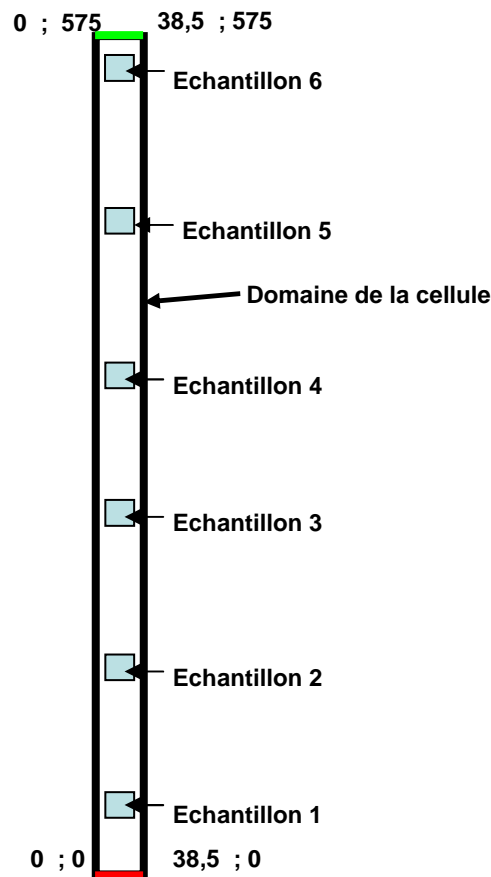 0 ; 575 38,5 ; 575
Echantillon 6
Echantillon 5
Domaine de la cellule
Echantillon 4
Echantillon 3
Echantillon 2
Echantillon 1
0 ; 0 38,5 ; 0